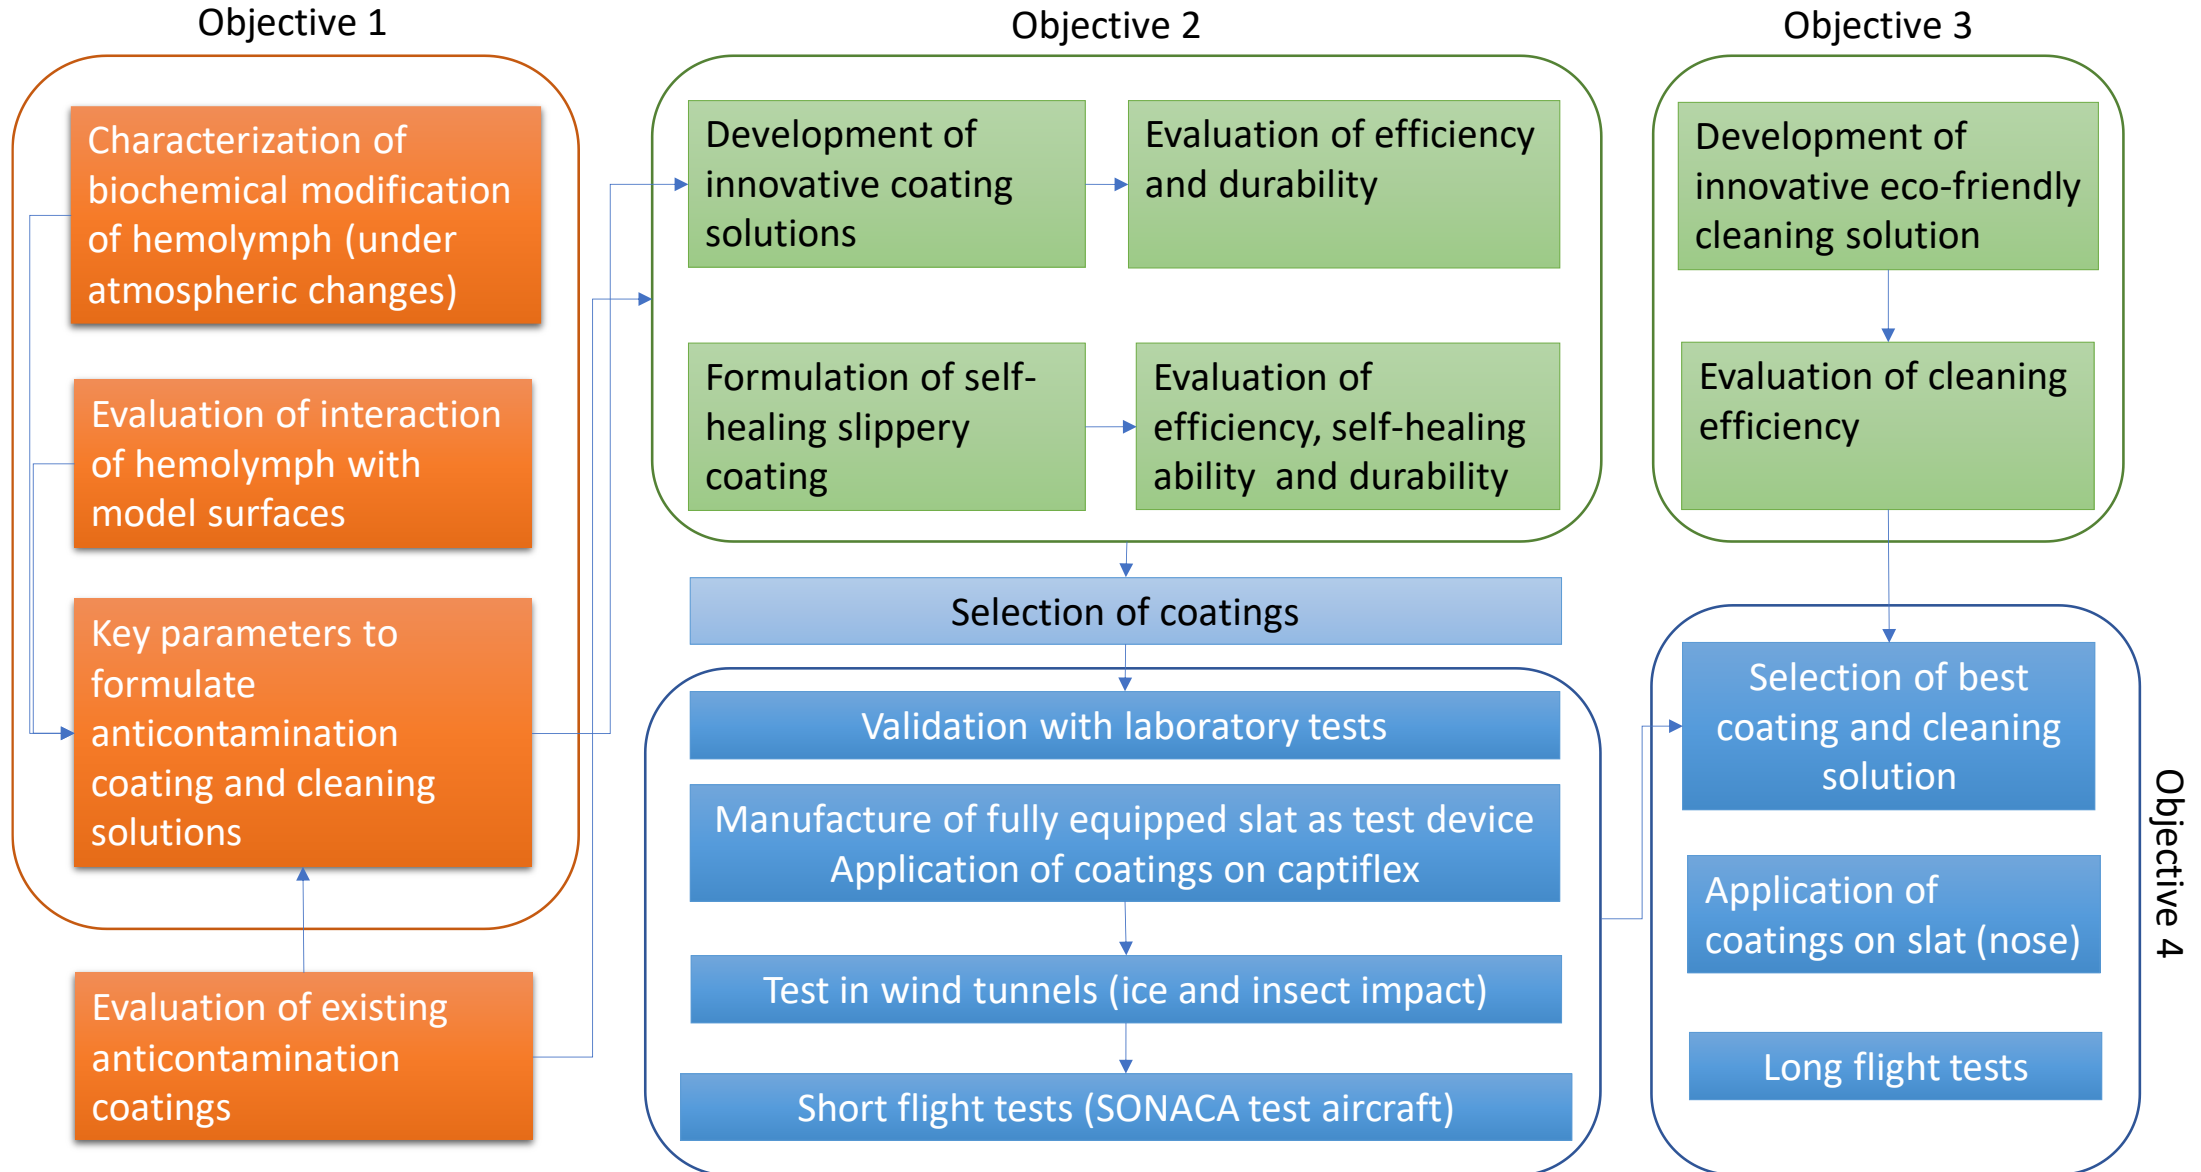 Objective 1
Characterization of
biochemical modification
of hemolymph (under
atmospheric changes)
Evaluation of interaction
of hemolymph with
model surfaces
Key parameters to
formulate
anticontamination
coating and cleaning
solutions
Evaluation of existing
anticontamination
coatings
Objective 2
Development of
innovative coating
solutions
Evaluation of efficiency
and durability
Formulation of self-
healing slippery
coating
Evaluation of
efficiency, self-healing
ability  and durability
Selection of coatings
Validation with laboratory tests
Manufacture of fully equipped slat as test device
Application of coatings on captiflex
Test in wind tunnels (ice and insect impact)
Short flight tests (SONACA test aircraft)
Objective 3
Development of
innovative eco-friendly
cleaning solution
Evaluation of cleaning
efficiency
Selection of best
coating and cleaning
solution
Application of
coatings on slat (nose)
Long flight tests
Objective 4